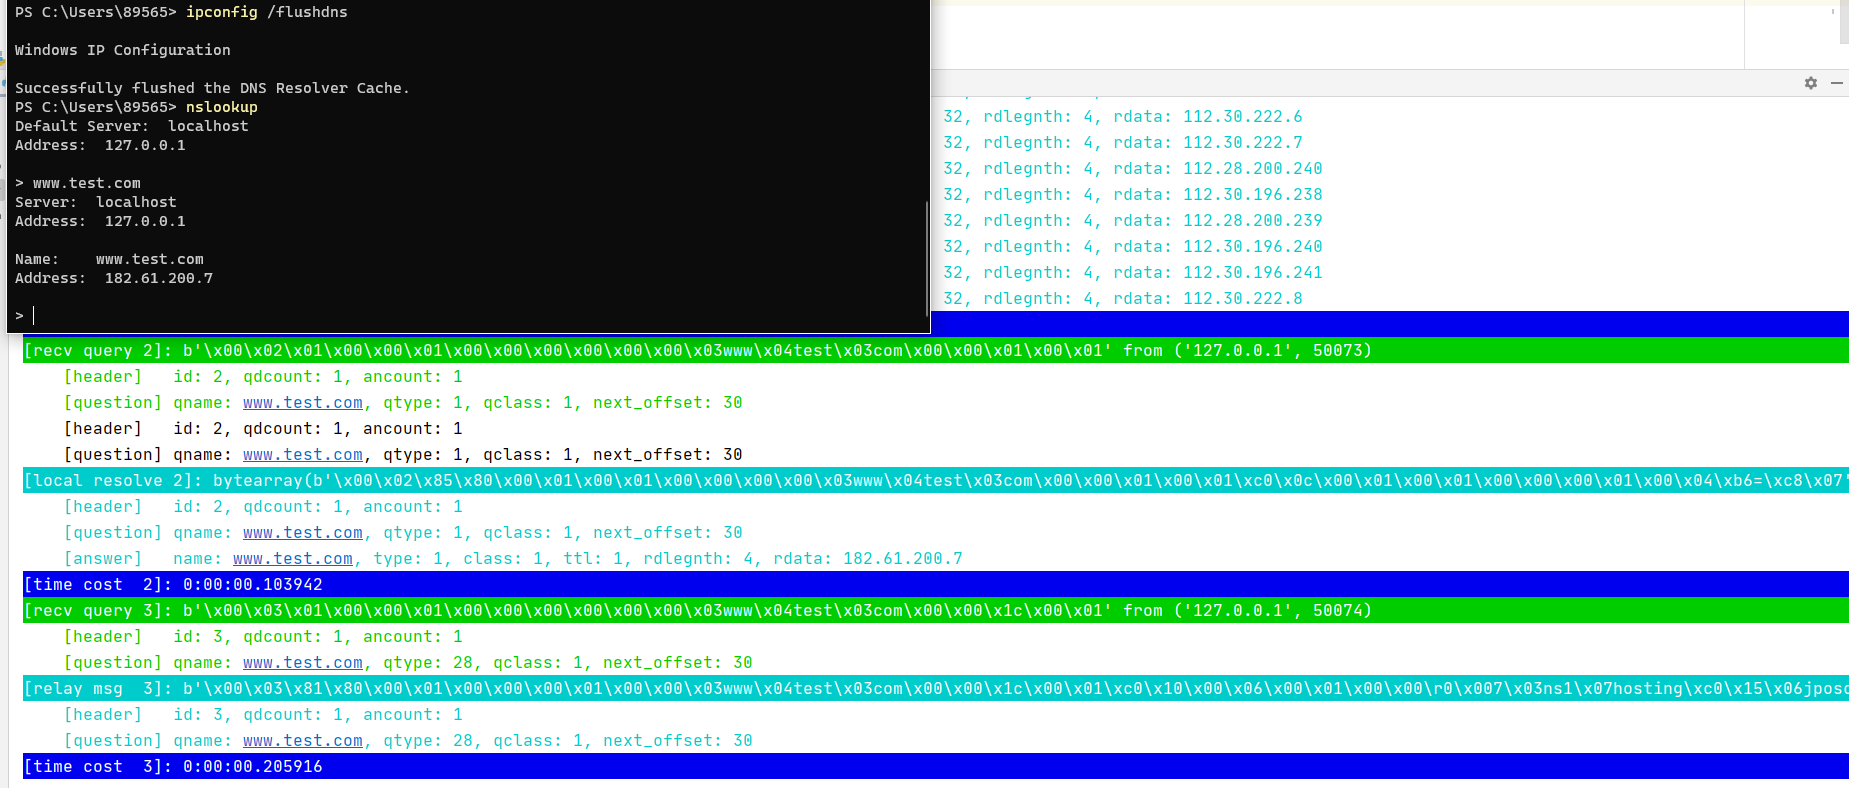 PS C:\Users\89565> ipconfig /flushdns
Windows IP Configuration
Successfully flushed the DNS Resolver Cache.
PS C:\Users\89565> nslookup
Default Server:  localhost
Address:  127.0.0.1
> www.test.com
Server:  localhost
Address:  127.0.0.1
Name:    www.test.com
Address:  182.61.200.7
>
32, rdlegnth: 4, rdata: 112.30.222.6
32, rdlegnth: 4, rdata: 112.30.222.7
32, rdlegnth: 4, rdata: 112.28.200.240
32, rdlegnth: 4, rdata: 112.30.196.238
32, rdlegnth: 4, rdata: 112.28.200.239
32, rdlegnth: 4, rdata: 112.30.196.240
32, rdlegnth: 4, rdata: 112.30.196.241
32, rdlegnth: 4, rdata: 112.30.222.8
[recv query 2]: b'\x00\x02\x01\x00\x00\x01\x00\x00\x00\x00\x00\x00\x03www\x04test\x03com\x00\x00\x01\x00\x01' from ('127.0.0.1', 50073)
[header]   id: 2, qdcount: 1, ancount: 1
[question] qname: www.test.com, qtype: 1, qclass: 1, next_offset: 30
[header]   id: 2, qdcount: 1, ancount: 1
[question] qname: www.test.com, qtype: 1, qclass: 1, next_offset: 30
[local resolve 2]: bytearray(b'\x00\x02\x85\x80\x00\x01\x00\x01\x00\x00\x00\x00\x03www\x04test\x03com\x00\x00\x01\x00\x01\xc0\x0c\x00\x01\x00\x01\x00\x00\x00\x01\x00\x04\xb6=\xc8\x07'
[header]   id: 2, qdcount: 1, ancount: 1
[question] qname: www.test.com, qtype: 1, qclass: 1, next_offset: 30
[answer]   name: www.test.com, type: 1, class: 1, ttl: 1, rdlegnth: 4, rdata: 182.61.200.7
[time cost  2]: 0:00:00.103942
[recv query 3]: b'\x00\x03\x01\x00\x00\x01\x00\x00\x00\x00\x00\x00\x03www\x04test\x03com\x00\x00\x1c\x00\x01' from ('127.0.0.1', 50074)
[header]   id: 3, qdcount: 1, ancount: 1
[question] qname: www.test.com, qtype: 28, qclass: 1, next_offset: 30
[relay msg  3]: b'\x00\x03\x81\x80\x00\x01\x00\x00\x00\x01\x00\x00\x03www\x04test\x03com\x00\x00\x1c\x00\x01\xc0\x10\x00\x06\x00\x01\x00\x00\r0\x007\x03ns1\x07hosting\xc0\x15\x06jposc
[header]   id: 3, qdcount: 1, ancount: 1
[question] qname: www.test.com, qtype: 28, qclass: 1, next_offset: 30
[time cost  3]: 0:00:00.205916